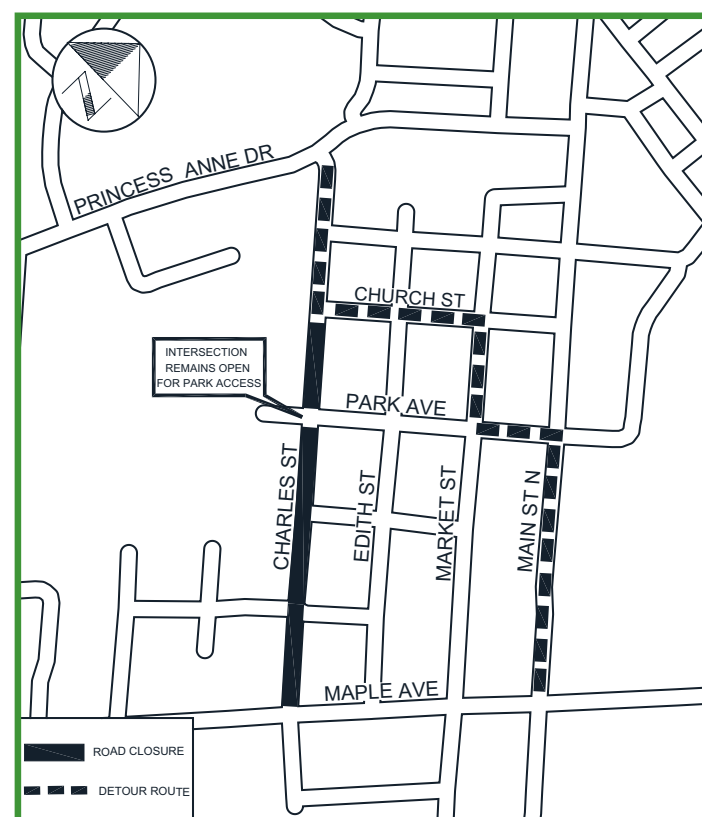 PRINCESS ANNE DR
CHURCH ST
INTERSECTION
REMAINS OPEN
FOR PARK ACCESS
PARK AVE
CHARLES ST
EDITH ST
MARKET ST
MAIN ST N
MAPLE AVE
ROAD CLOSURE
DETOUR ROUTE